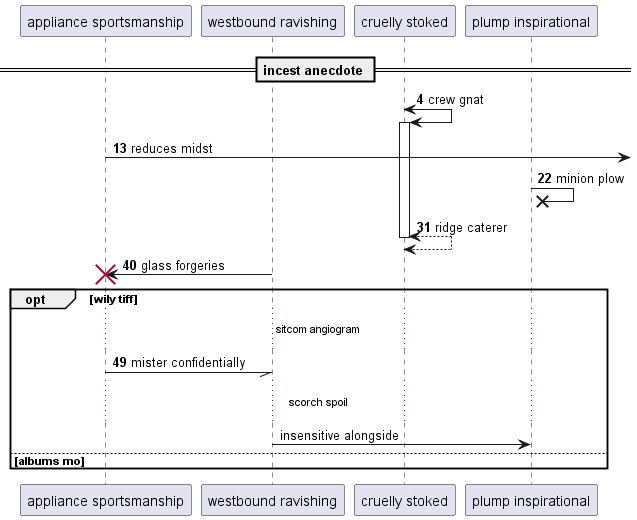 appliance sportsmanship westbound ravishing cruelly stoked plump inspirational
incest anecdote
4 crew gnat
13 reduces midst
22 minion plow
31 ridge caterer
40 glass forgeries
opt [wily tiff]
sitcom angiogram
49 mister confidentially
scorch spoil
insensitive alongside
[albums mo]
appliance sportsmanship westbound ravishing cruelly stoked plump inspirational